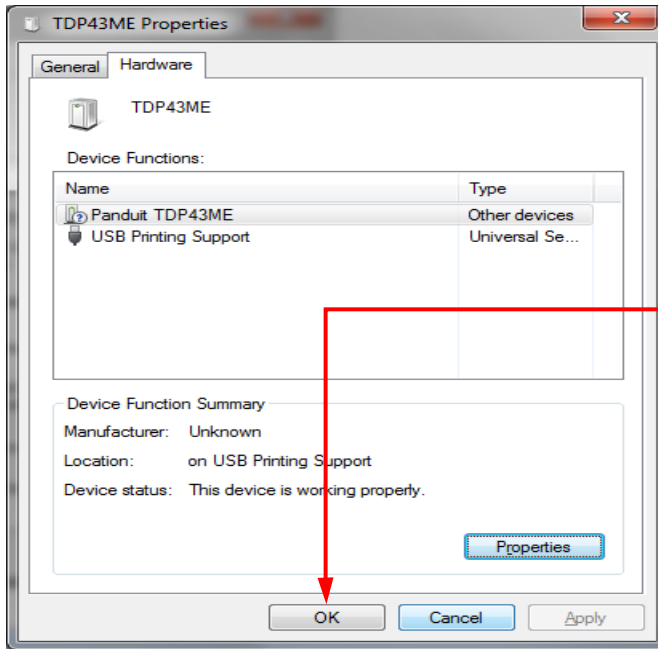 TDP43ME Properties
General Hardware
TDP43ME
Device Functions:
Name Type
Panduit TDP43ME Other devices
USB Printing Support Universal Se...
Device Function Summary
Manufacturer: Unknown
Location: on USB Printing Support
Device status: This device is working properly.
Properties
OK Cancel Apply